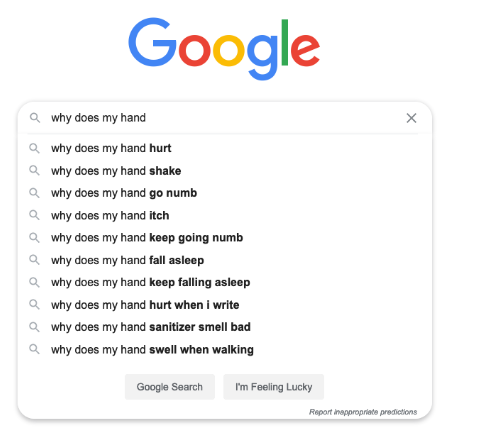 Google
why does my hand
why does my hand hurt
why does my hand shake
why does my hand go numb
why does my hand itch
why does my hand keep going numb
why does my hand fall asleep
why does my hand keep falling asleep
why does my hand hurt when i write
why does my hand sanitizer smell bad
why does my hand swell when walking
Google Search I'm Feeling Lucky
Report inappropriate predictions